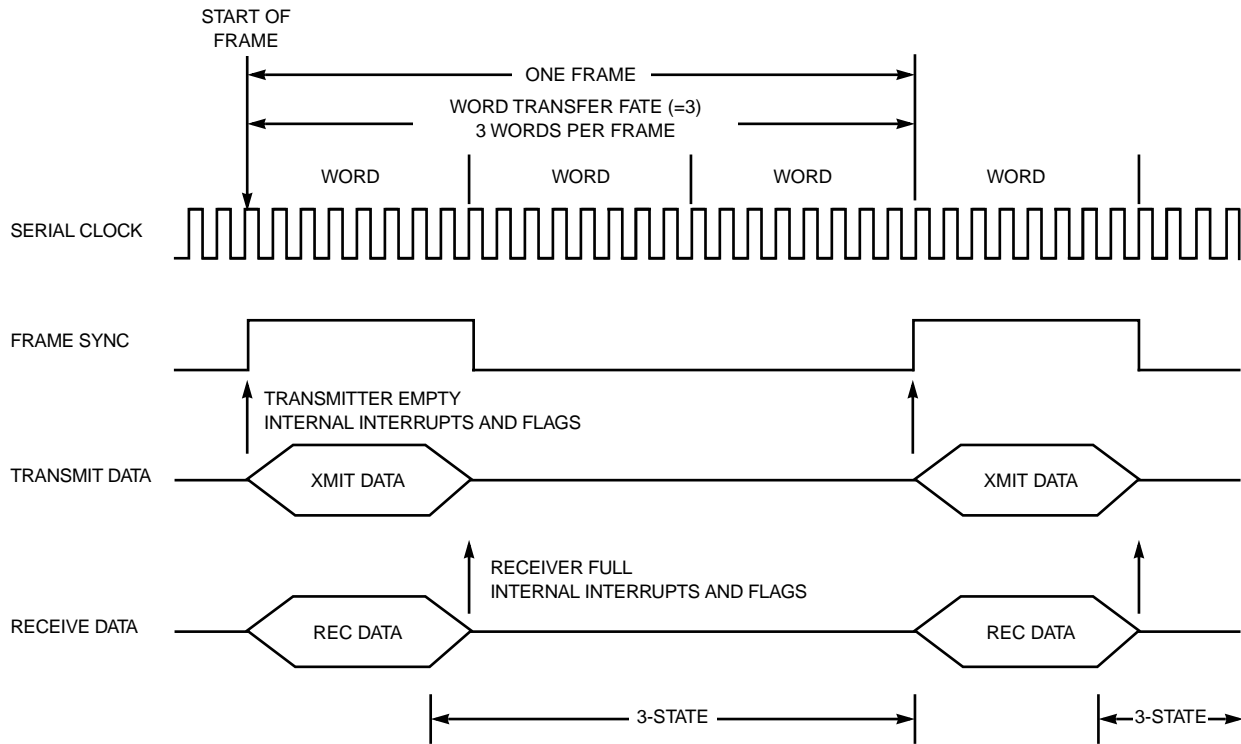 START OF
FRAME
ONE FRAME
WORD TRANSFER FATE (=3)
3 WORDS PER FRAME
WORD WORD WORD WORD
SERIAL CLOCK
FRAME SYNC
TRANSMITTER EMPTY
INTERNAL INTERRUPTS AND FLAGS
TRANSMIT DATA XMIT DATA XMIT DATA
RECEIVER FULL
INTERNAL INTERRUPTS AND FLAGS
RECEIVE DATA REC DATA REC DATA
3-STATE 3-STATE